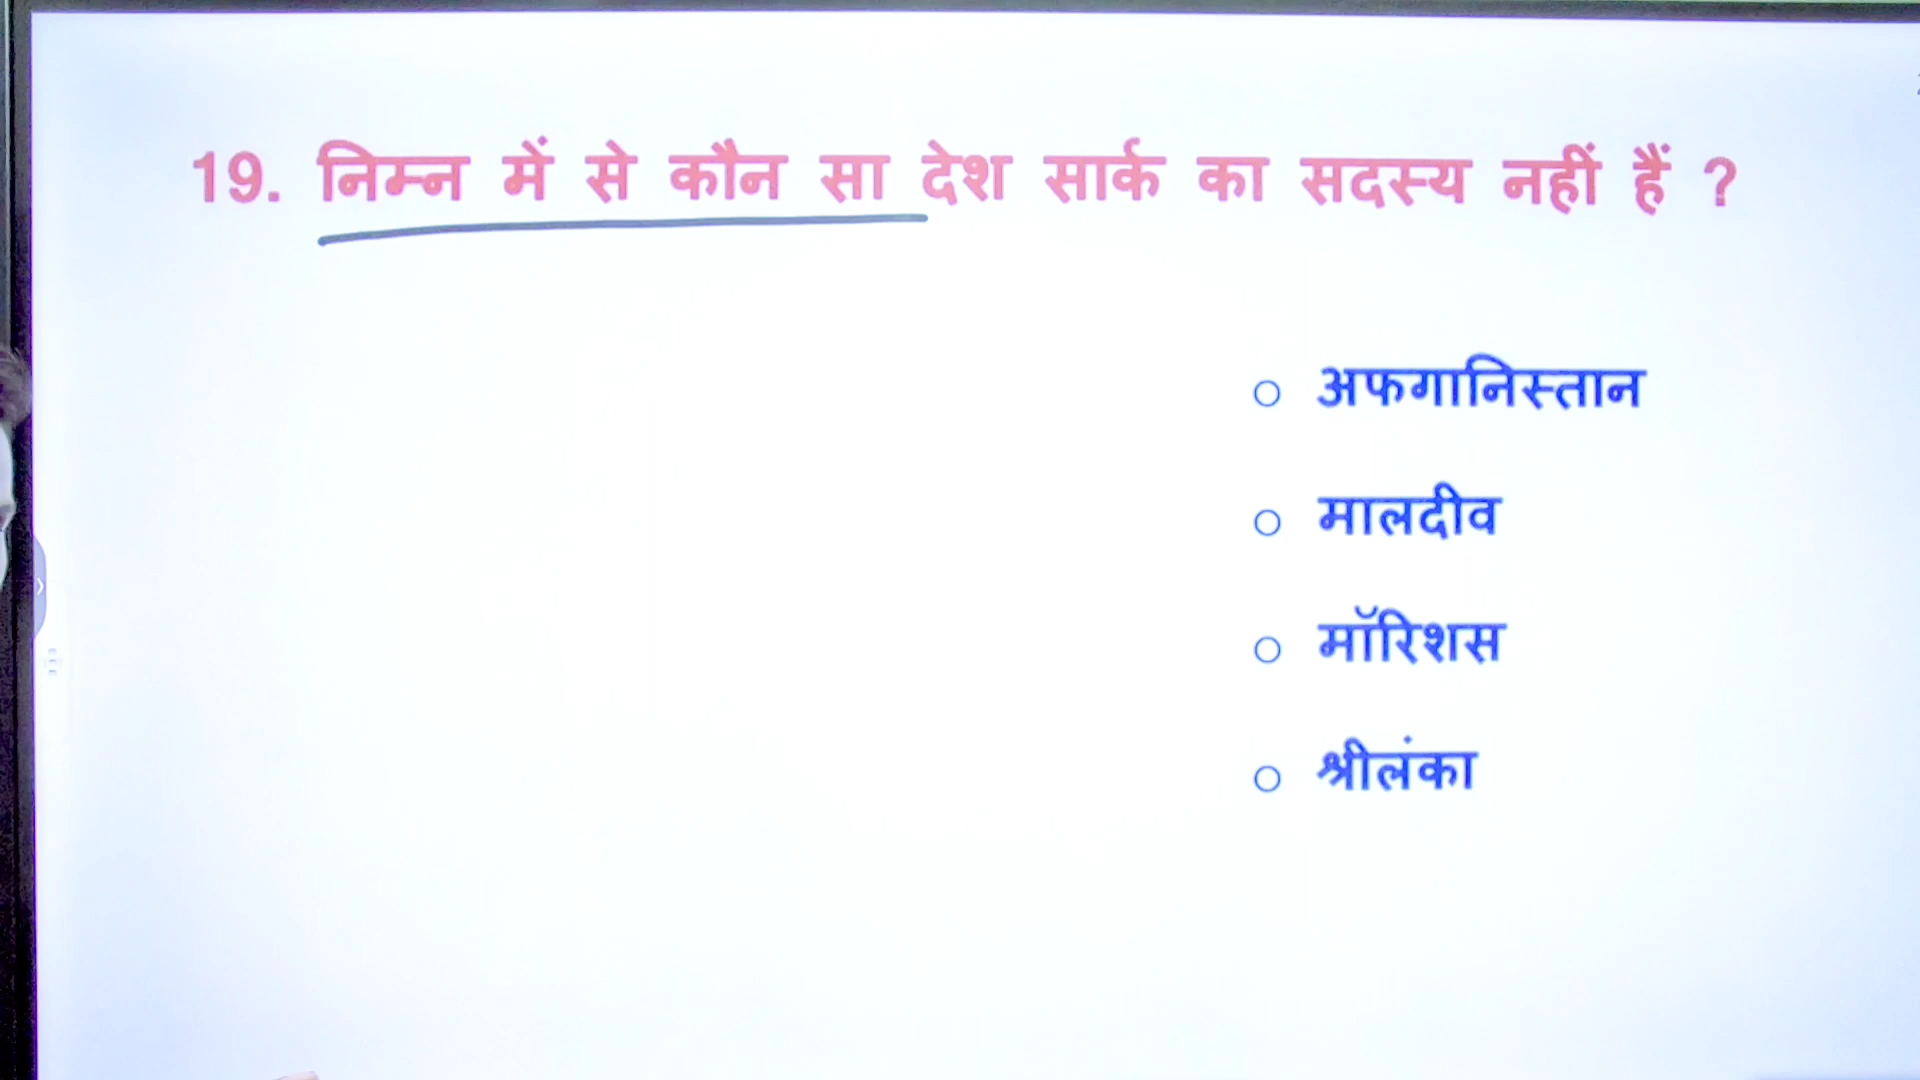 19. निम्न में से कौन सा देश सार्क का सदस्य नहीं हैं ?
○ अफगानिस्तान
○ मालदीव
○ मॉरिशस
○ श्रीलंका